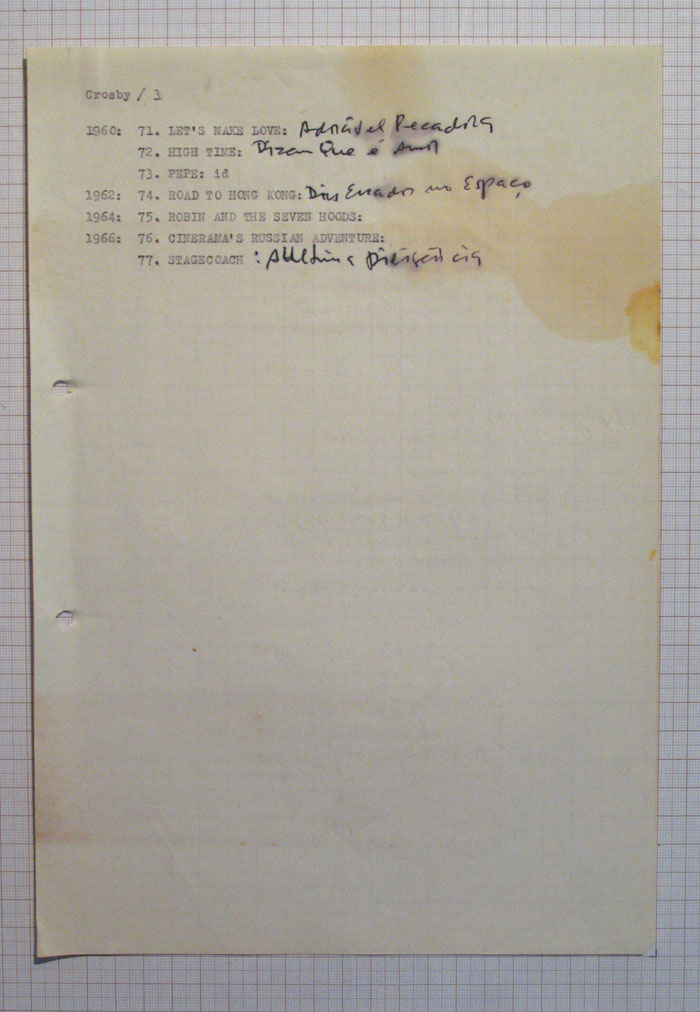 Crosby / 3
1960: 71. LET'S MAKE LOVE: Adorável Pecadora
72. HIGH TIME: Dizem Que é Amor
73. PEPE: id
1962: 74. ROAD TO HONG KONG: Dois Errados no Espaço
1964: 75. ROBIN AND THE SEVEN HOODS:
1966: 76. CINERAMA'S RUSSIAN ADVENTURE:
77. STAGECOACH : A Última Diligência